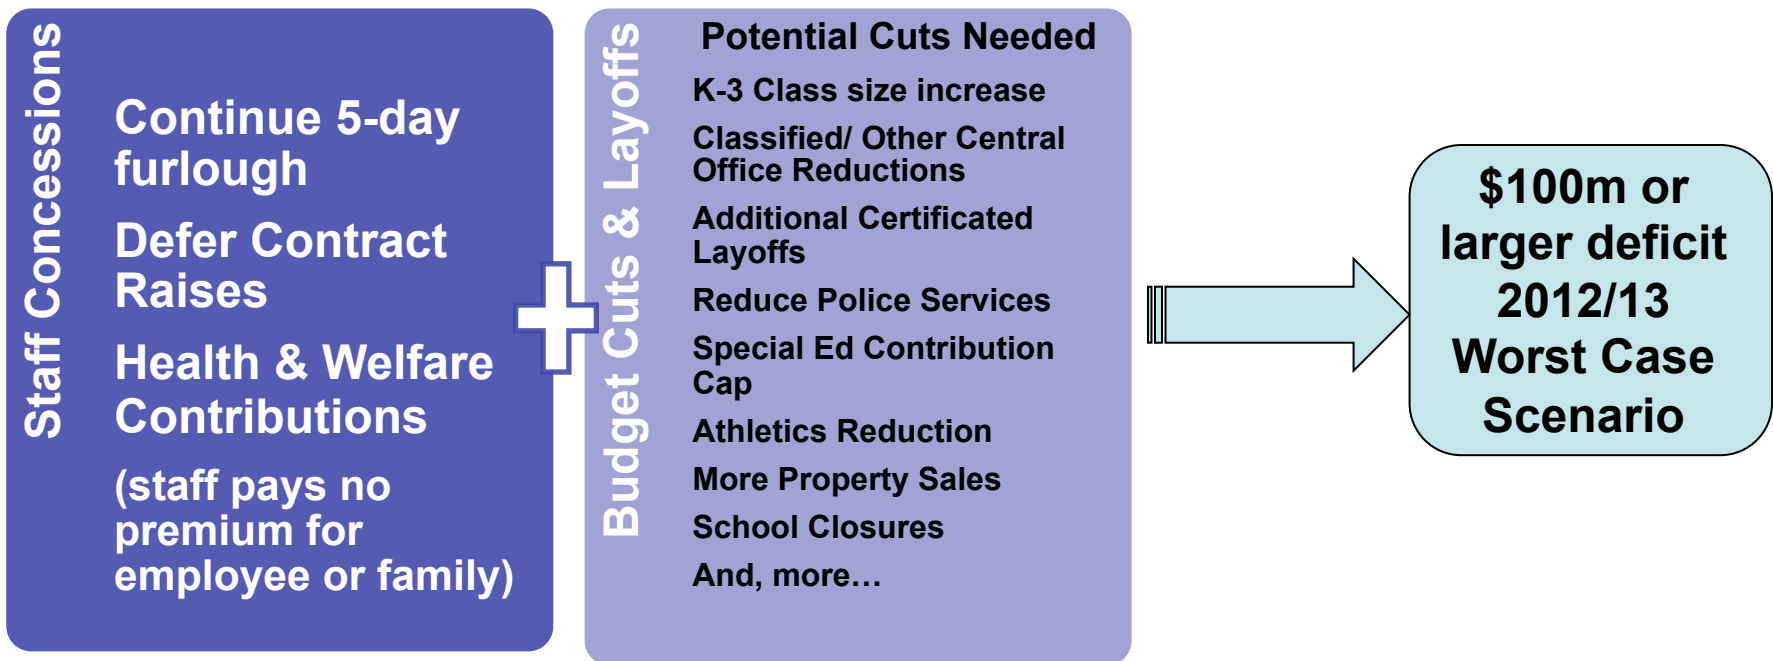 Staff Concessions
Continue 5-day
furlough
Defer Contract
Raises
Health & Welfare
Contributions
(staff pays no
premium for
employee or family)
Budget Cuts & Layoffs
Potential Cuts Needed
K-3 Class size increase
Classified/ Other Central
Office Reductions
Additional Certificated
Layoffs
Reduce Police Services
Special Ed Contribution
Cap
Athletics Reduction
More Property Sales
School Closures
And, more…
$100m or
larger deficit
2012/13
Worst Case
Scenario